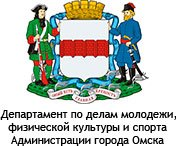 Департамент по делам молодежи,
физической культуры и спорта
Администрации города Омска